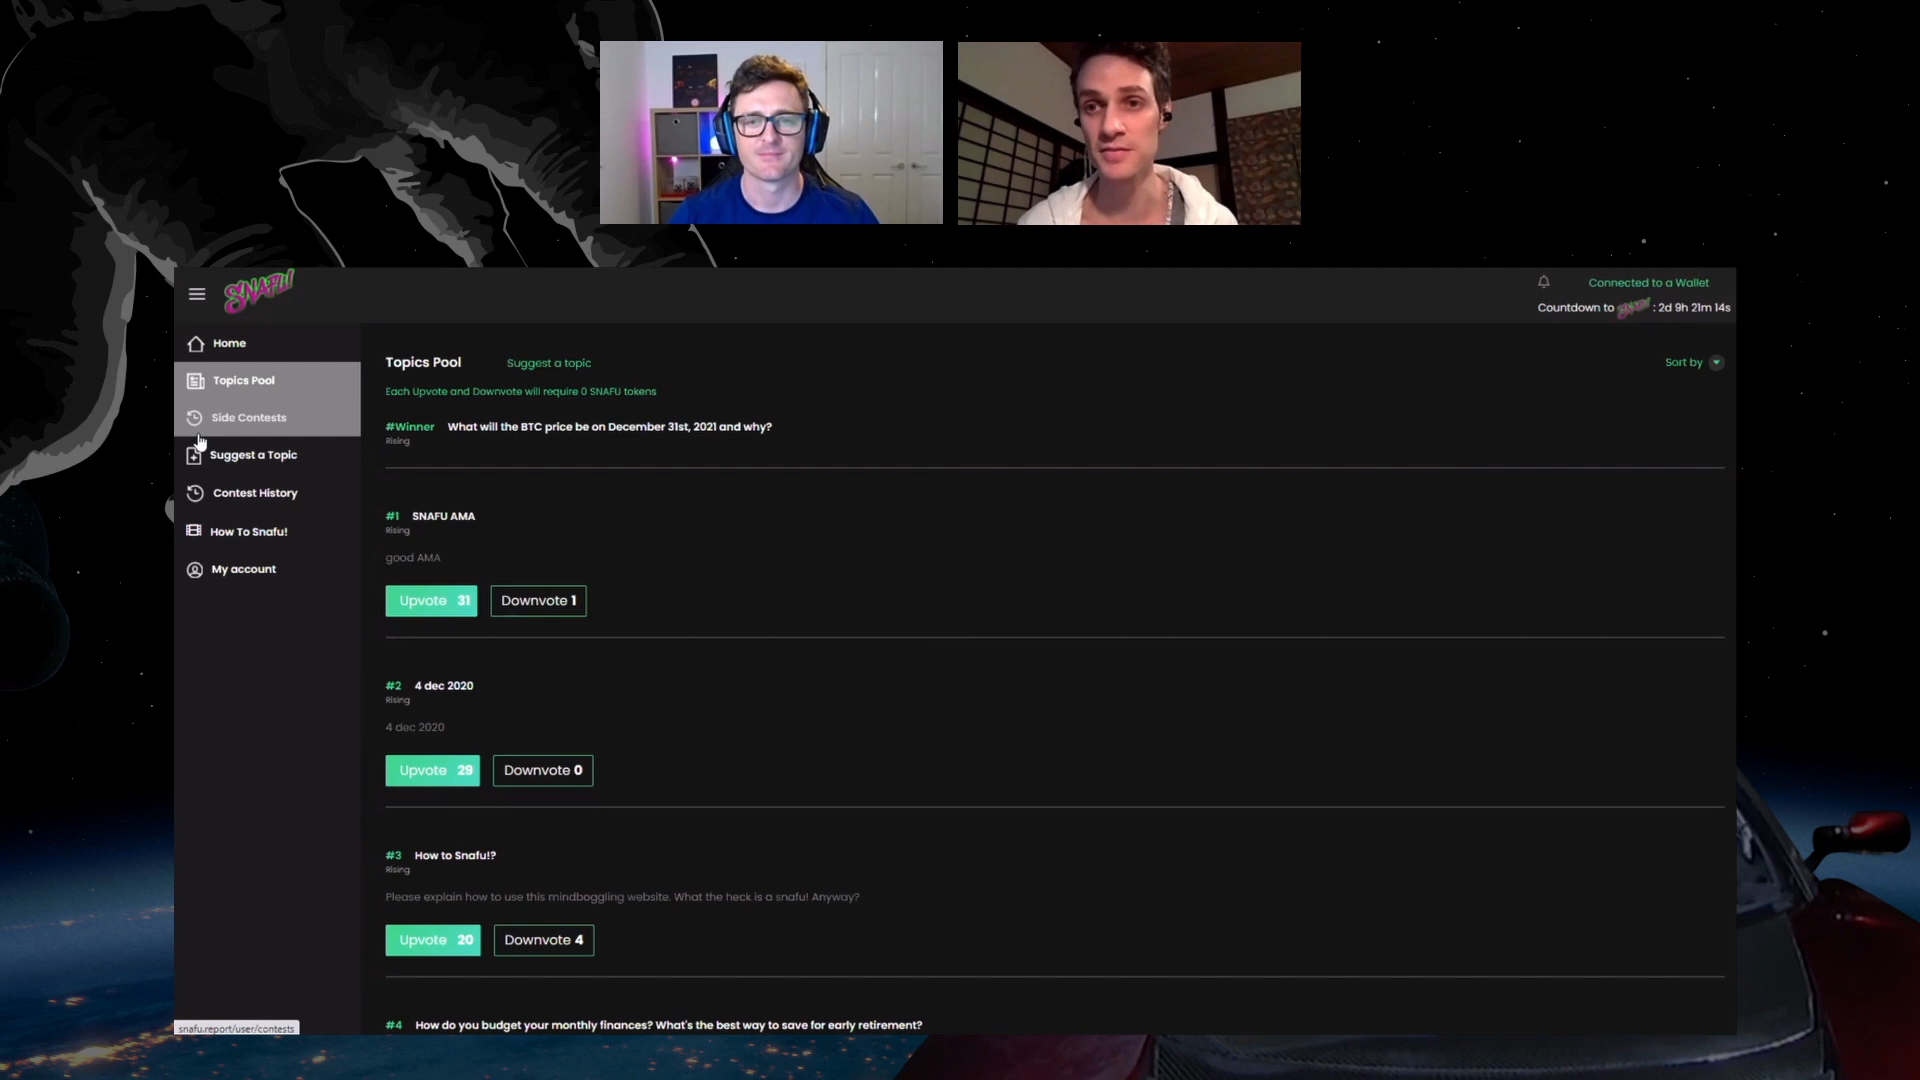 SNAFU!
Connected to a Wallet
Countdown to SNAFU! : 2d 9h 21m 14s
Home
Topics Pool
Side Contests
Suggest a Topic
Contest History
How To Snafu!
My account
Topics Pool Suggest a topic Sort by
Each Upvote and Downvote will require 0 SNAFU tokens
#Winner What will the BTC price be on December 31st, 2021 and why?
Rising
#1 SNAFU AMA
Rising
good AMA
Upvote 31 Downvote 1
#2 4 dec 2020
Rising
4 dec 2020
Upvote 29 Downvote 0
#3 How to Snafu!?
Rising
Please explain how to use this mindboggling website. What the heck is a snafu! Anyway?
Upvote 20 Downvote 4
#4 How do you budget your monthly finances? What's the best way to save for early retirement?
snafu.report/user/contests